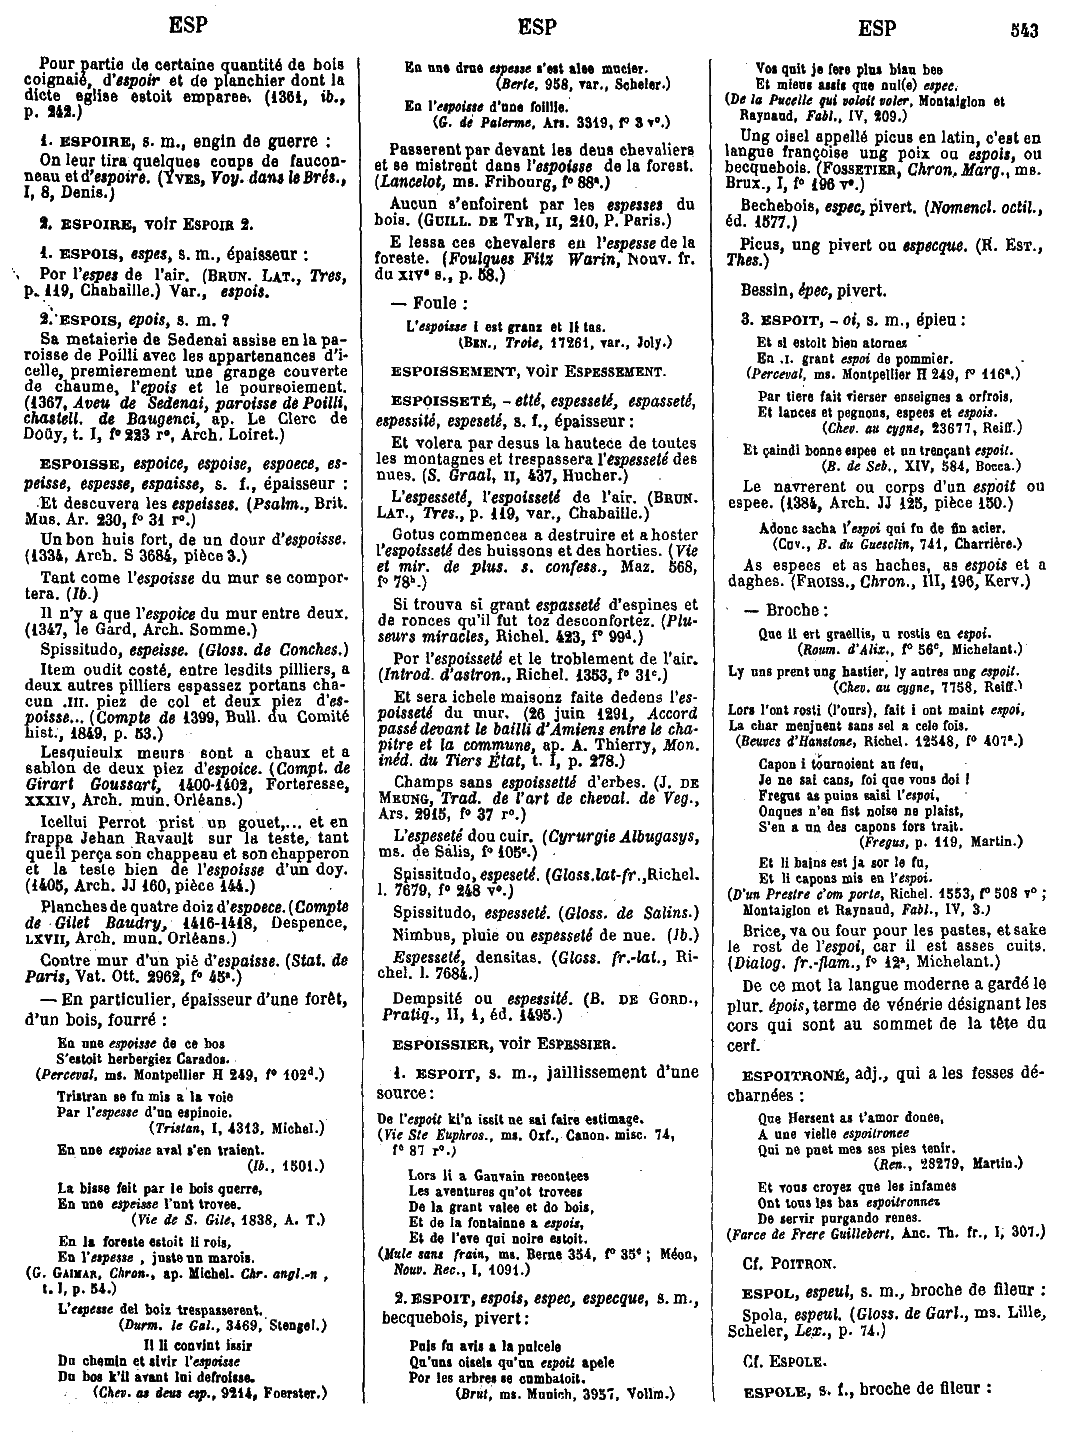 ESP
ESP
ESP
543
Pour partie de certaine quantité de bois
coignaié, d'espoir et de planchier dont la
dicte eglise estoit emparee. (1361, ib.,
p. 242.)
1. ESPOIRE, s. m., engin de guerre :
On leur tira quelques coups de faucon-
neau et d'espoire. (YVES, Voy. dans le Brés.,
I, 8, Denis.)
2. ESPOIRE, voir ESPOIR 2.
1. ESPOIS, espes, s. m., épaisseur :
Por l'espes de l'air. (BRUN. LAT., Tres,
p. 119, Chabaille.) Var., espois.
2. ESPOIS, epois, s. m. ?
Sa metaierie de Sedenai assise en la pa-
roisse de Poilli avec les appartenances d'i-
celle, premierement une grange couverte
de chaume, l'epois et le poursoiement.
(1367, Aveu de Sedenai, paroisse de Poilli,
chastell. de Baugenci, ap. Le Clerc de
Doüy, t. I, f° 223 r°, Arch. Loiret.)
ESPOISSE, espoice, espoise, espoece, es-
peisse, espesse, espaisse, s. f., épaisseur :
Et descuvera les espeisses. (Psalm., Brit.
Mus. Ar. 230, f° 31 r°.)
Un bon huis fort, de un dour d'espoisse.
(1334, Arch. S 3684, pièce 3.)
Tant come l'espoisse du mur se compor-
tera. (Ib.)
Il n'y a que l'espoice du mur entre deux.
(1347, le Gard, Arch. Somme.)
Spissitudo, espeisse. (Gloss. de Conches.)
Item oudit costé, entre lesdits pilliers, a
deux autres pilliers espassez portans cha-
cun .III. piez de col et deux piez d'es-
poisse... (Compte de 1399, Bull. du Comité
hist., 1849, p. 53.)
Lesquieulx meurs sont a chaux et a
sablon de deux piez d'espoice. (Compt. de
Girart Goussart, 1400-1402, Forteresse,
XXXIV, Arch. mun. Orléans.)
Icellui Perrot prist un gouet,... et en
frappa Jehan Ravault sur la teste, tant
que il perça son chappeau et son chapperon
et la teste bien de l'espoisse d'un doy.
(1405, Arch. JJ 160, pièce 144.)
Planches de quatre doiz d'espoece. (Compte
de Gilet Baudry, 1416-1418, Despence,
LXVII, Arch. mun. Orléans.)
Contre mur d'un pié d'espaisse. (Stat. de
Paris, Vat. Ott. 2962, f° 45ª.)
— En particulier, épaisseur d'une forêt,
d'un bois, fourré :
En une espoisse de ce bos
S'estoit herbergiez Carados.
(Perceval, ms. Montpellier H 249, f° 102ᵈ.)
Tristran se fu mis a la voie
Par l'espesse d'un espinoie.
(Tristan, I, 4313, Michel.)
En une espoise aval s'en traient.
(Ib., 1501.)
La bisse feit par le bois querre,
En une espeisse l'unt trovee.
(Vie de S. Gile, 1838, A. T.)
En la foreste estoit li rois,
En l'espesse, juste un marois.
(G. GAIMAR, Chron., ap. Michel. Chr. angl.-n ,
t. I, p. 54.)
L'espesse del boiz trespasserent.
(Durm. le Gal., 3469, Stengel.)
Il li convint issir
Du chemin et sivir l'espoisse
Du bos k'il avant lui defroisse.
(Chev. as deus esp., 9214, Foerster.)
En une drue espesse s'est alee mucier.
(Berte, 958, var., Scheler.)
En l'espoisse d'une foillie.
(G. de Palerme, Ars. 3319, f° 3 v°.)
Passerent par devant les deus chevaliers
et se mistrent dans l'espoisse de la forest.
(Lancelot, ms. Fribourg, f° 88ª.)
Aucun s'enfoirent par les espesses du
bois. (GUILL. DE TYR, II, 210, P. Paris.)
E lessa ces chevalers en l'espesse de la
foreste. (Foulques Fitz Warin, Nouv. fr.
du XIVᵉ s., p. 58.)
— Foule :
L'espoisse i est granz et li tas.
(BEN., Troie, 17261, var., Joly.)
ESPOISSEMENT, voir ESPESSEMENT.
ESPOISSETÉ, - etté, espesseté, espasseté,
espessité, espeseté, s. f., épaisseur :
Et volera par desus la hautece de toutes
les montagnes et trespassera l'espesseté des
nues. (S. Graal, II, 437, Hucher.)
L'espesseté, l'espoisseté de l'air. (BRUN.
LAT., Tres., p. 119, var., Chabaille.)
Gotus commencea a destruire et a hoster
l'espoisseté des buissons et des horties. (Vie
et mir. de plus. s. confess., Maz. 568,
f° 78ᵇ.)
Si trouva si grant espasseté d'espines et
de ronces qu'il fut toz desconfortez. (Plu-
seurs miracles, Richel. 423, f° 99ᵈ.)
Por l'espoisseté et le troblement de l'air.
(Introd. d'astron., Richel. 1353, f° 31ᶜ.)
Et sera ichele maisonz faite dedens l'es-
poisseté du mur. (26 juin 1291, Accord
passé devant le bailli d'Amiens entre le cha-
pitre et la commune, ap. A. Thierry, Mon.
inéd. du Tiers État, t. I, p. 278.)
Champs sans espoissetté d'erbes. (J. DE
MEUNG, Trad. de l'art de cheval. de Veg.,
Ars. 2915, f° 37 r°.)
L'espeseté dou cuir. (Cyrurgie Albugasys,
ms. de Salis, f° 105ª.)
Spissitudo, espeseté. (Gloss. lat-fr., Richel.
l. 7679, f° 248 v°.)
Spissitudo, espesseté. (Gloss. de Salins.)
Nimbus, pluie ou espesseté de nue. (Ib.)
Espesseté, densitas. (Gloss. fr.-lat., Ri-
chel. l. 7684.)
Dempsité ou espessité. (B. DE GORD.,
Pratiq., II, 1, éd. 1495.)
ESPOISSIER, voir ESPESSIER.
1. ESPOIT, s. m., jaillissement d'une
source :
De l'espoit ki'n issit ne sai faire estimage.
(Vie Ste Euphros., ms. Oxf., Canon. misc. 74,
f° 87 r°.)
Lors li a Gauvain recontees
Les aventures qu'ot trovees
De la grant valee et do bois,
Et de la fontainne a espois,
Et de l'eve qui noire estoit.
(Mule sans frain, ms. Berne 354, f° 35ᵈ ; Méon,
Nouv. Rec., I, 1091.)
2. ESPOIT, espois, espec, especque, s. m.,
becquebois, pivert :
Puis fu avis a la pulcele
Qu'uns oisels qu'un espoit apele
Por les arbres se combatoit.
(Brut, ms. Munich, 3957, Vollm.)
Vos quit je fere plus bian bee
Et miens assis que nul(e) espec.
(De la Pucelle qui voloit voler, Montaiglon et
Raynaud, Fabl., IV, 209.)
Ung oisel appellé picus en latin, c'est en
langue françoise ung poix ou espois, ou
becquebois. (FOSSETIER, Chron. Marg., ms.
Brux., I, f° 196 v°.)
Bechebois, espec, pivert. (Nomencl. octil.,
éd. 1577.)
Picus, ung pivert ou especque. (R. EST.,
Thes.)
Bessin, épec, pivert.
3. ESPOIT, - oi, s. m., épieu :
Et si estoit bien atornez
En .I. grant espoi de pommier.
(Perceval, ms. Montpellier H 249, f° 116ª.)
Par tiere fait fierser enseignes a orfrois,
Et lances et pegnons, espees et espois.
(Chev. au cygne, 23677, Reiff.)
Et çaindi bonne espee et un trençant espoit.
(B. de Seb., XIV, 584, Bocca.)
Le navrerent ou corps d'un espoit ou
espee. (1384, Arch. JJ 125, pièce 150.)
Adonc sacha l'espoi qui fu de fin acier.
(Cuv., B. du Guesclin, 741, Charrière.)
As espees et as haches, as espois et a
daghes. (FROISS., Chron., III, 196, Kerv.)
— Broche :
Que il ert graellis, u rostis en espoi.
(Roum. d'Alix., f° 56ᶜ, Michelant.)
Ly uns prent ung hastier, ly autres ung espoit.
(Chev. au cygne, 7758, Reiff.)
Lors l'ont rosti (l'ours), fait i ont maint espoi,
La char menjuent sans sel a cele fois.
(Beuves d'Hanstone, Richel. 12548, f° 407ª.)
Capon i tournoient au feu,
Je ne sai cans, foi que vous doi !
Fregus as puins saisi l'espoi,
Onques n'en fist noise ne plaist,
S'en a un des capons fors trait.
(Fregus, p. 119, Martin.)
Et li bains est ja sor le fu,
Et li capons mis en l'espoi.
(D'un Prestre c'om porte, Richel. 1553, f° 508 v° ;
Montaiglon et Raynaud, Fabl., IV, 3.)
Brice, va ou four pour les pastes, et sake
le rost de l'espoi, car il est asses cuits.
(Dialog. fr.-flam., f° 12ª, Michelant.)
De ce mot la langue moderne a gardé le
plur. épois, terme de vénérie désignant les
cors qui sont au sommet de la tête du
cerf.
ESPOITRONÉ, adj., qui a les fesses dé-
charnées :
Que Hersent as t'amor donee,
A une vielle espoitronee
Qui ne puet mes ses pies tenir.
(Ren., 28279, Martin.)
Et vous croyez que les infames
Ont tous les bas espoitronnez
De servir purgando renes.
(Farce de Frere Guillebert, Anc. Th. fr., I, 307.)
Cf. POITRON.
ESPOL, espeul, s. m., broche de fileur :
Spola, espeul. (Gloss. de Garl., ms. Lille,
Scheler, Lex., p. 74.)
Cf. ESPOLE.
ESPOLE, s. f., broche de fileur :